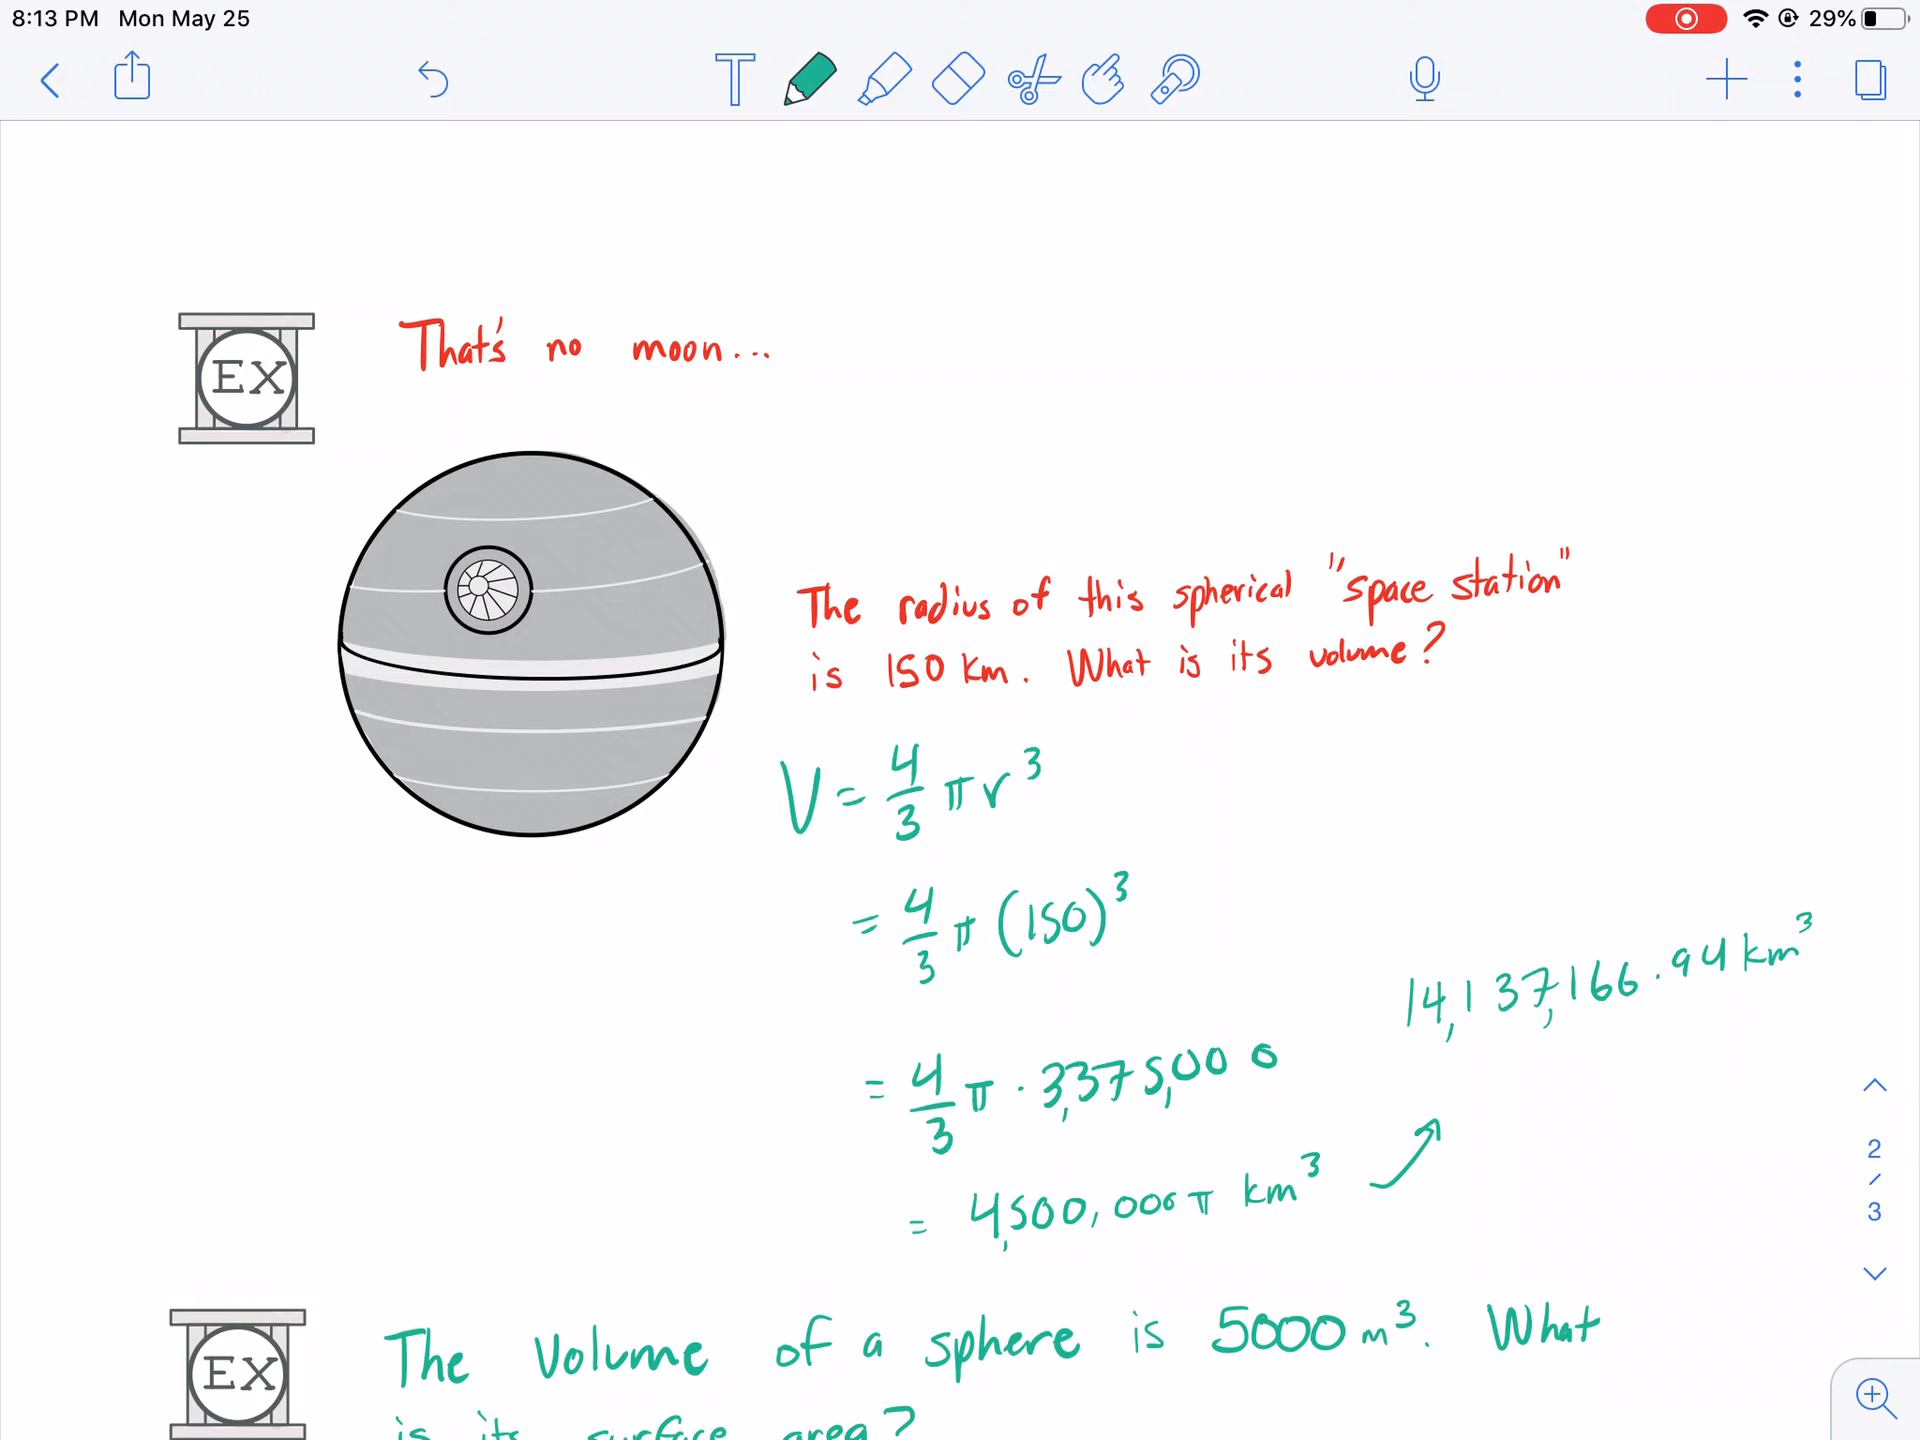 8:13 PM Mon May 25
29%
T
EX
That's no moon...
The radius of this spherical "space station"
is 150 km. What is its volume?
V = 4/3 π r³
= 4/3 π (150)³
= 4/3 π · 3,375,000
14,137,166.94 km³
= 4,500,000 π km³
2
/
3
EX
The Volume of a sphere is 5000 m³. What
is its surface area?